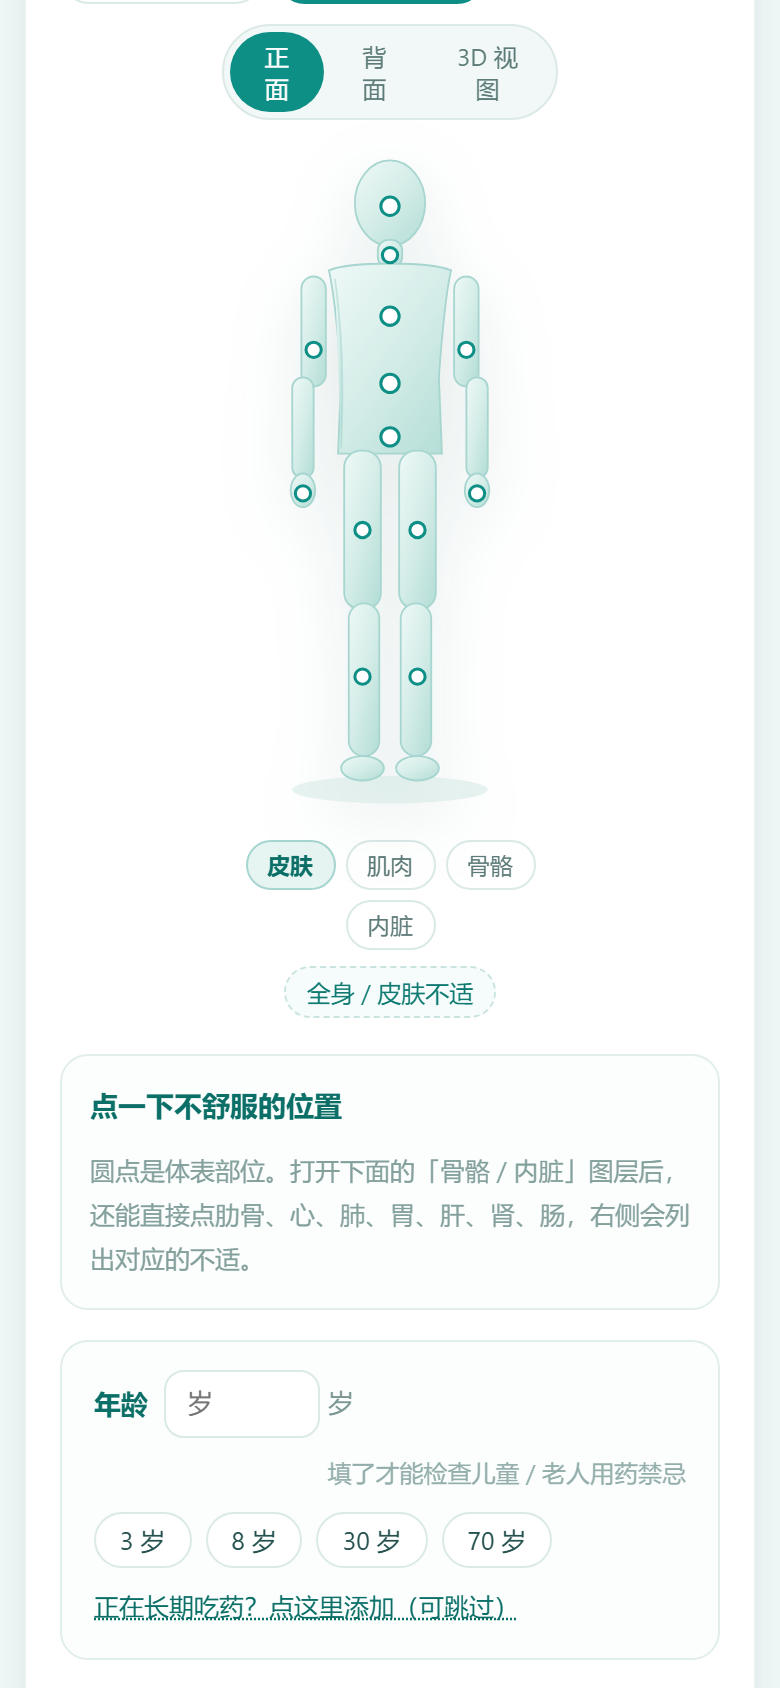 正面
背面
3D 视图
皮肤
肌肉
骨骼
内脏
全身 / 皮肤不适
点一下不舒服的位置
圆点是体表部位。打开下面的「骨骼 / 内脏」图层后，
还能直接点肋骨、心、肺、胃、肝、肾、肠，右侧会列
出对应的不适。
年龄 岁 岁
填了才能检查儿童 / 老人用药禁忌
3 岁
8 岁
30 岁
70 岁
正在长期吃药？点这里添加（可跳过）